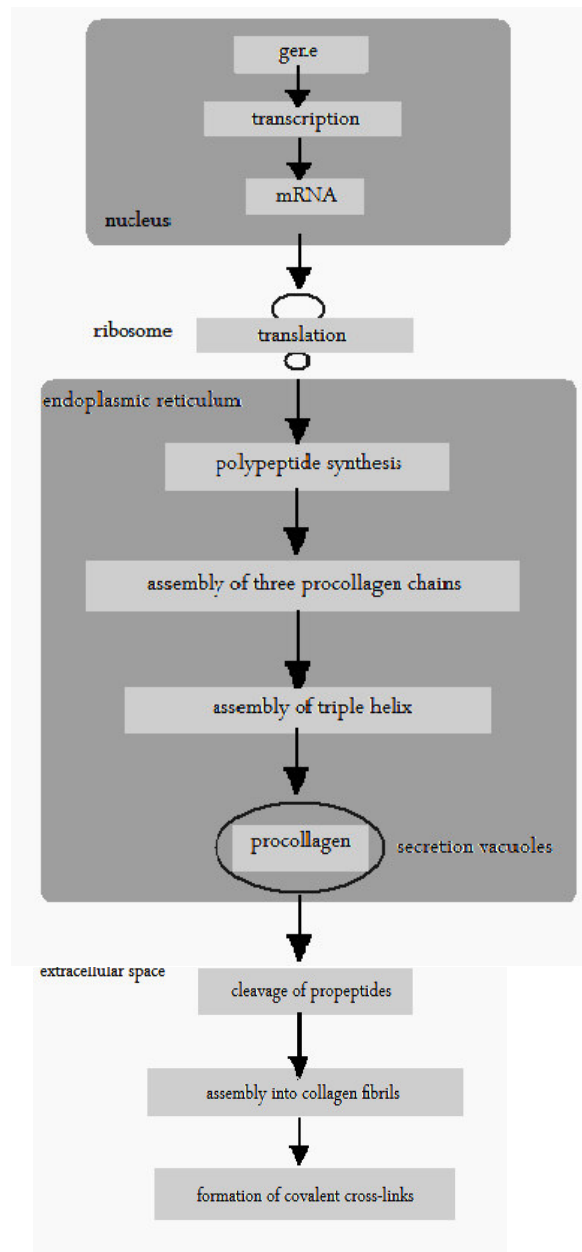 gene
transcription
mRNA
nucleus
ribosome
translation
endoplasmic reticulum
polypeptide synthesis
assembly of three procollagen chains
assembly of triple helix
procollagen
secretion vacuoles
extracellular space
cleavage of propeptides
assembly into collagen fibrils
formation of covalent cross-links